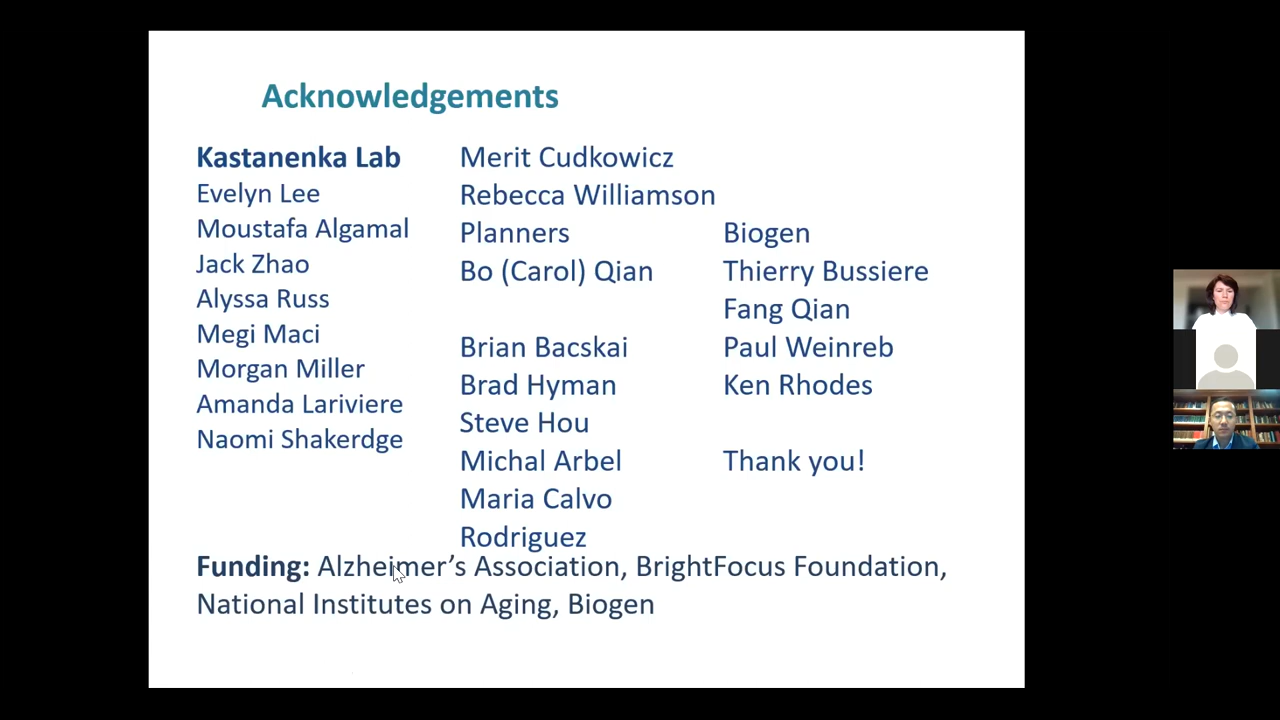 Acknowledgements
Kastanenka Lab
Evelyn Lee
Moustafa Algamal
Jack Zhao
Alyssa Russ
Megi Maci
Morgan Miller
Amanda Lariviere
Naomi Shakerdge
Merit Cudkowicz
Rebecca Williamson
Planners
Bo (Carol) Qian
Brian Bacskai
Brad Hyman
Steve Hou
Michal Arbel
Maria Calvo
Rodriguez
Biogen
Thierry Bussiere
Fang Qian
Paul Weinreb
Ken Rhodes
Thank you!
Funding: Alzheimer’s Association, BrightFocus Foundation,
National Institutes on Aging, Biogen